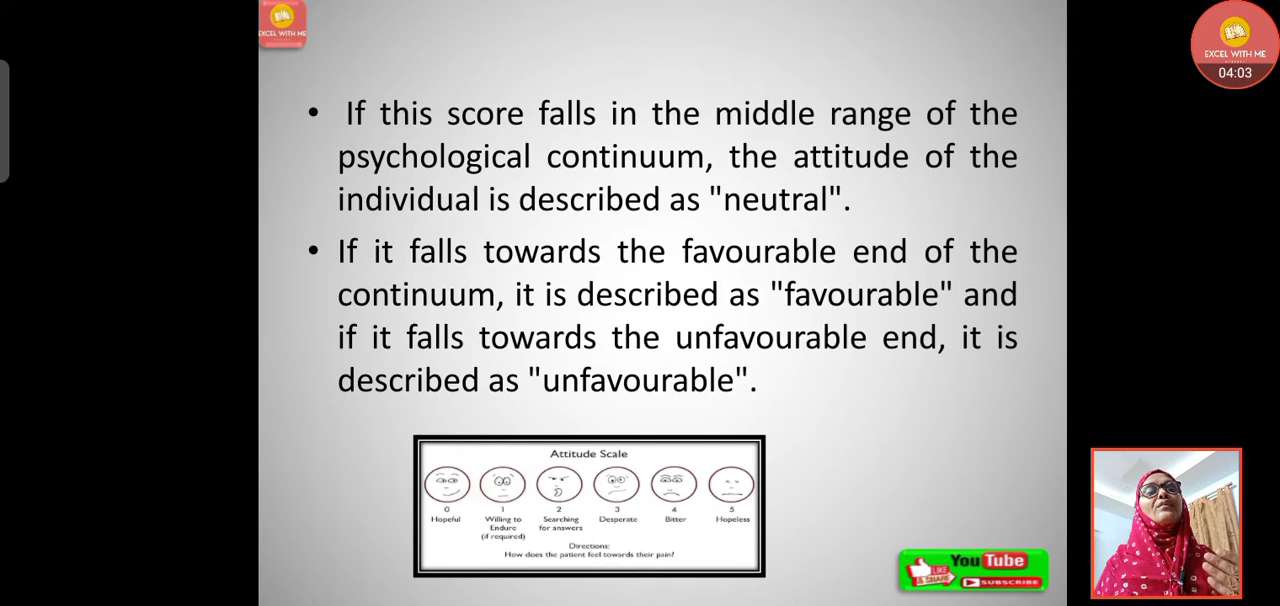 EXCEL WITH ME
EXCEL WITH ME
04:03
• If this score falls in the middle range of the
psychological continuum, the attitude of the
individual is described as "neutral".
• If it falls towards the favourable end of the
continuum, it is described as "favourable" and
if it falls towards the unfavourable end, it is
described as "unfavourable".
Attitude Scale
0 1 2 3 4 5
Hopeful Willing to Searching Desperate Bitter Hopeless
Endure for answers
(if required)
Directions:
How does the patient feel towards their pain?
YouTube
LIKE
& SHARE
SUBSCRIBE